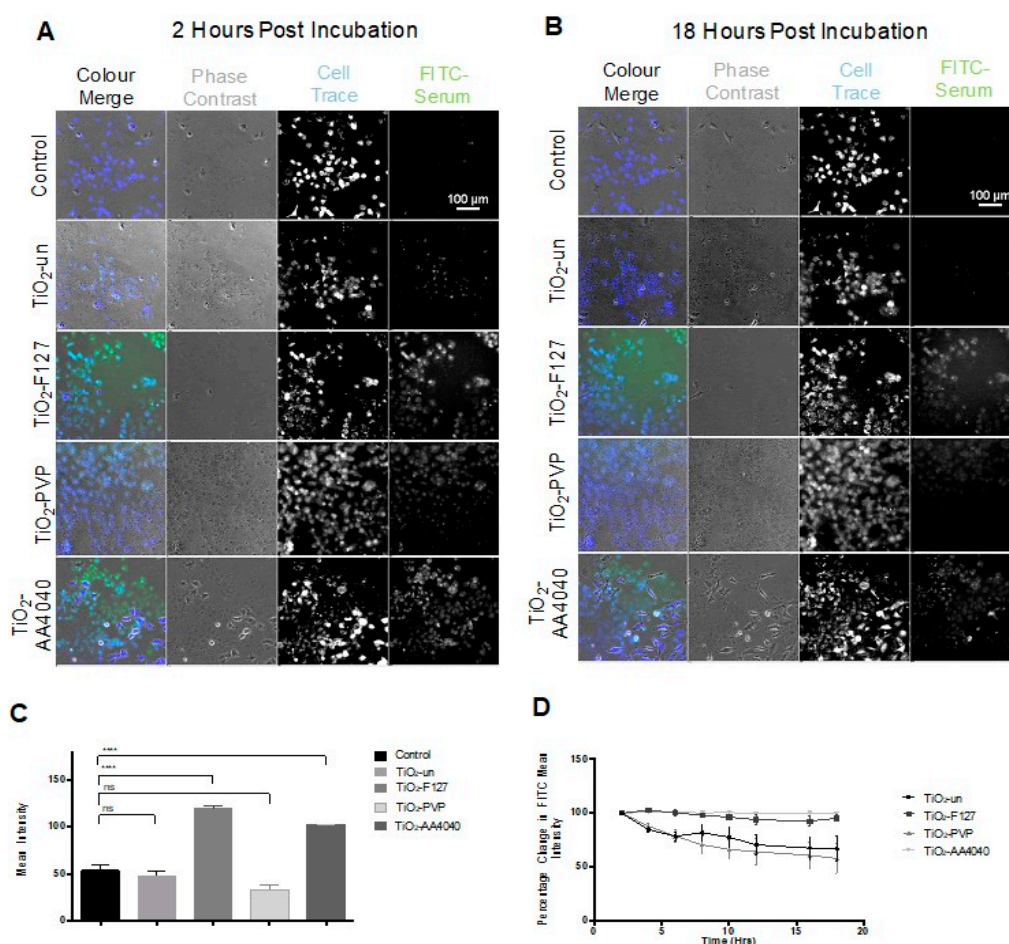 A
2 Hours Post Incubation
Colour Merge
Phase Contrast
Cell Trace
FITC-Serum
Control
100 µm
TiO₂-un
TiO₂-F127
TiO₂-PVP
TiO₂-AA4040
B
18 Hours Post Incubation
Colour Merge
Phase Contrast
Cell Trace
FITC-Serum
Control
100 µm
TiO₂-un
TiO₂-F127
TiO₂-PVP
TiO₂-AA4040
C
Mean Intensity
150
100
50
0
****
****
ns
ns
Control
TiO₂-un
TiO₂-F127
TiO₂-PVP
TiO₂-AA4040
D
Percentage Change in FITC Mean
Intensity
150
100
50
0
0
5
10
15
20
Time (Hrs)
TiO₂-un
TiO₂-F127
TiO₂-PVP
TiO₂-AA4040